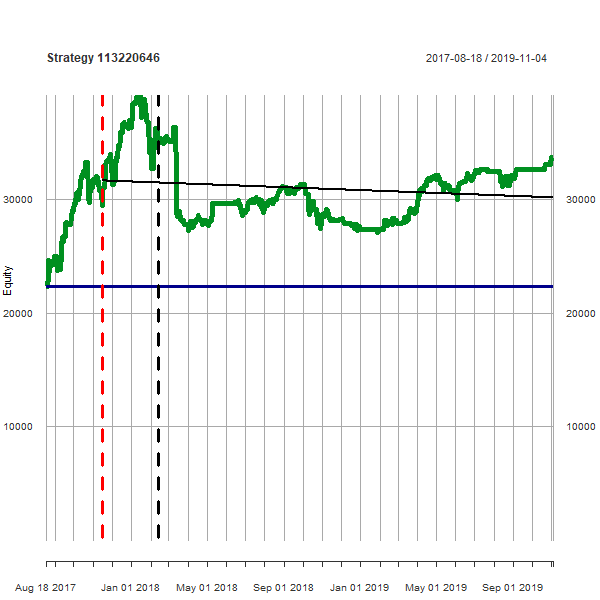 Strategy 113220646
2017-08-18 / 2019-11-04
Equity
30000
30000
20000
20000
10000
10000
Aug 18 2017
Jan 01 2018
May 01 2018
Sep 01 2018
Jan 01 2019
May 01 2019
Sep 01 2019